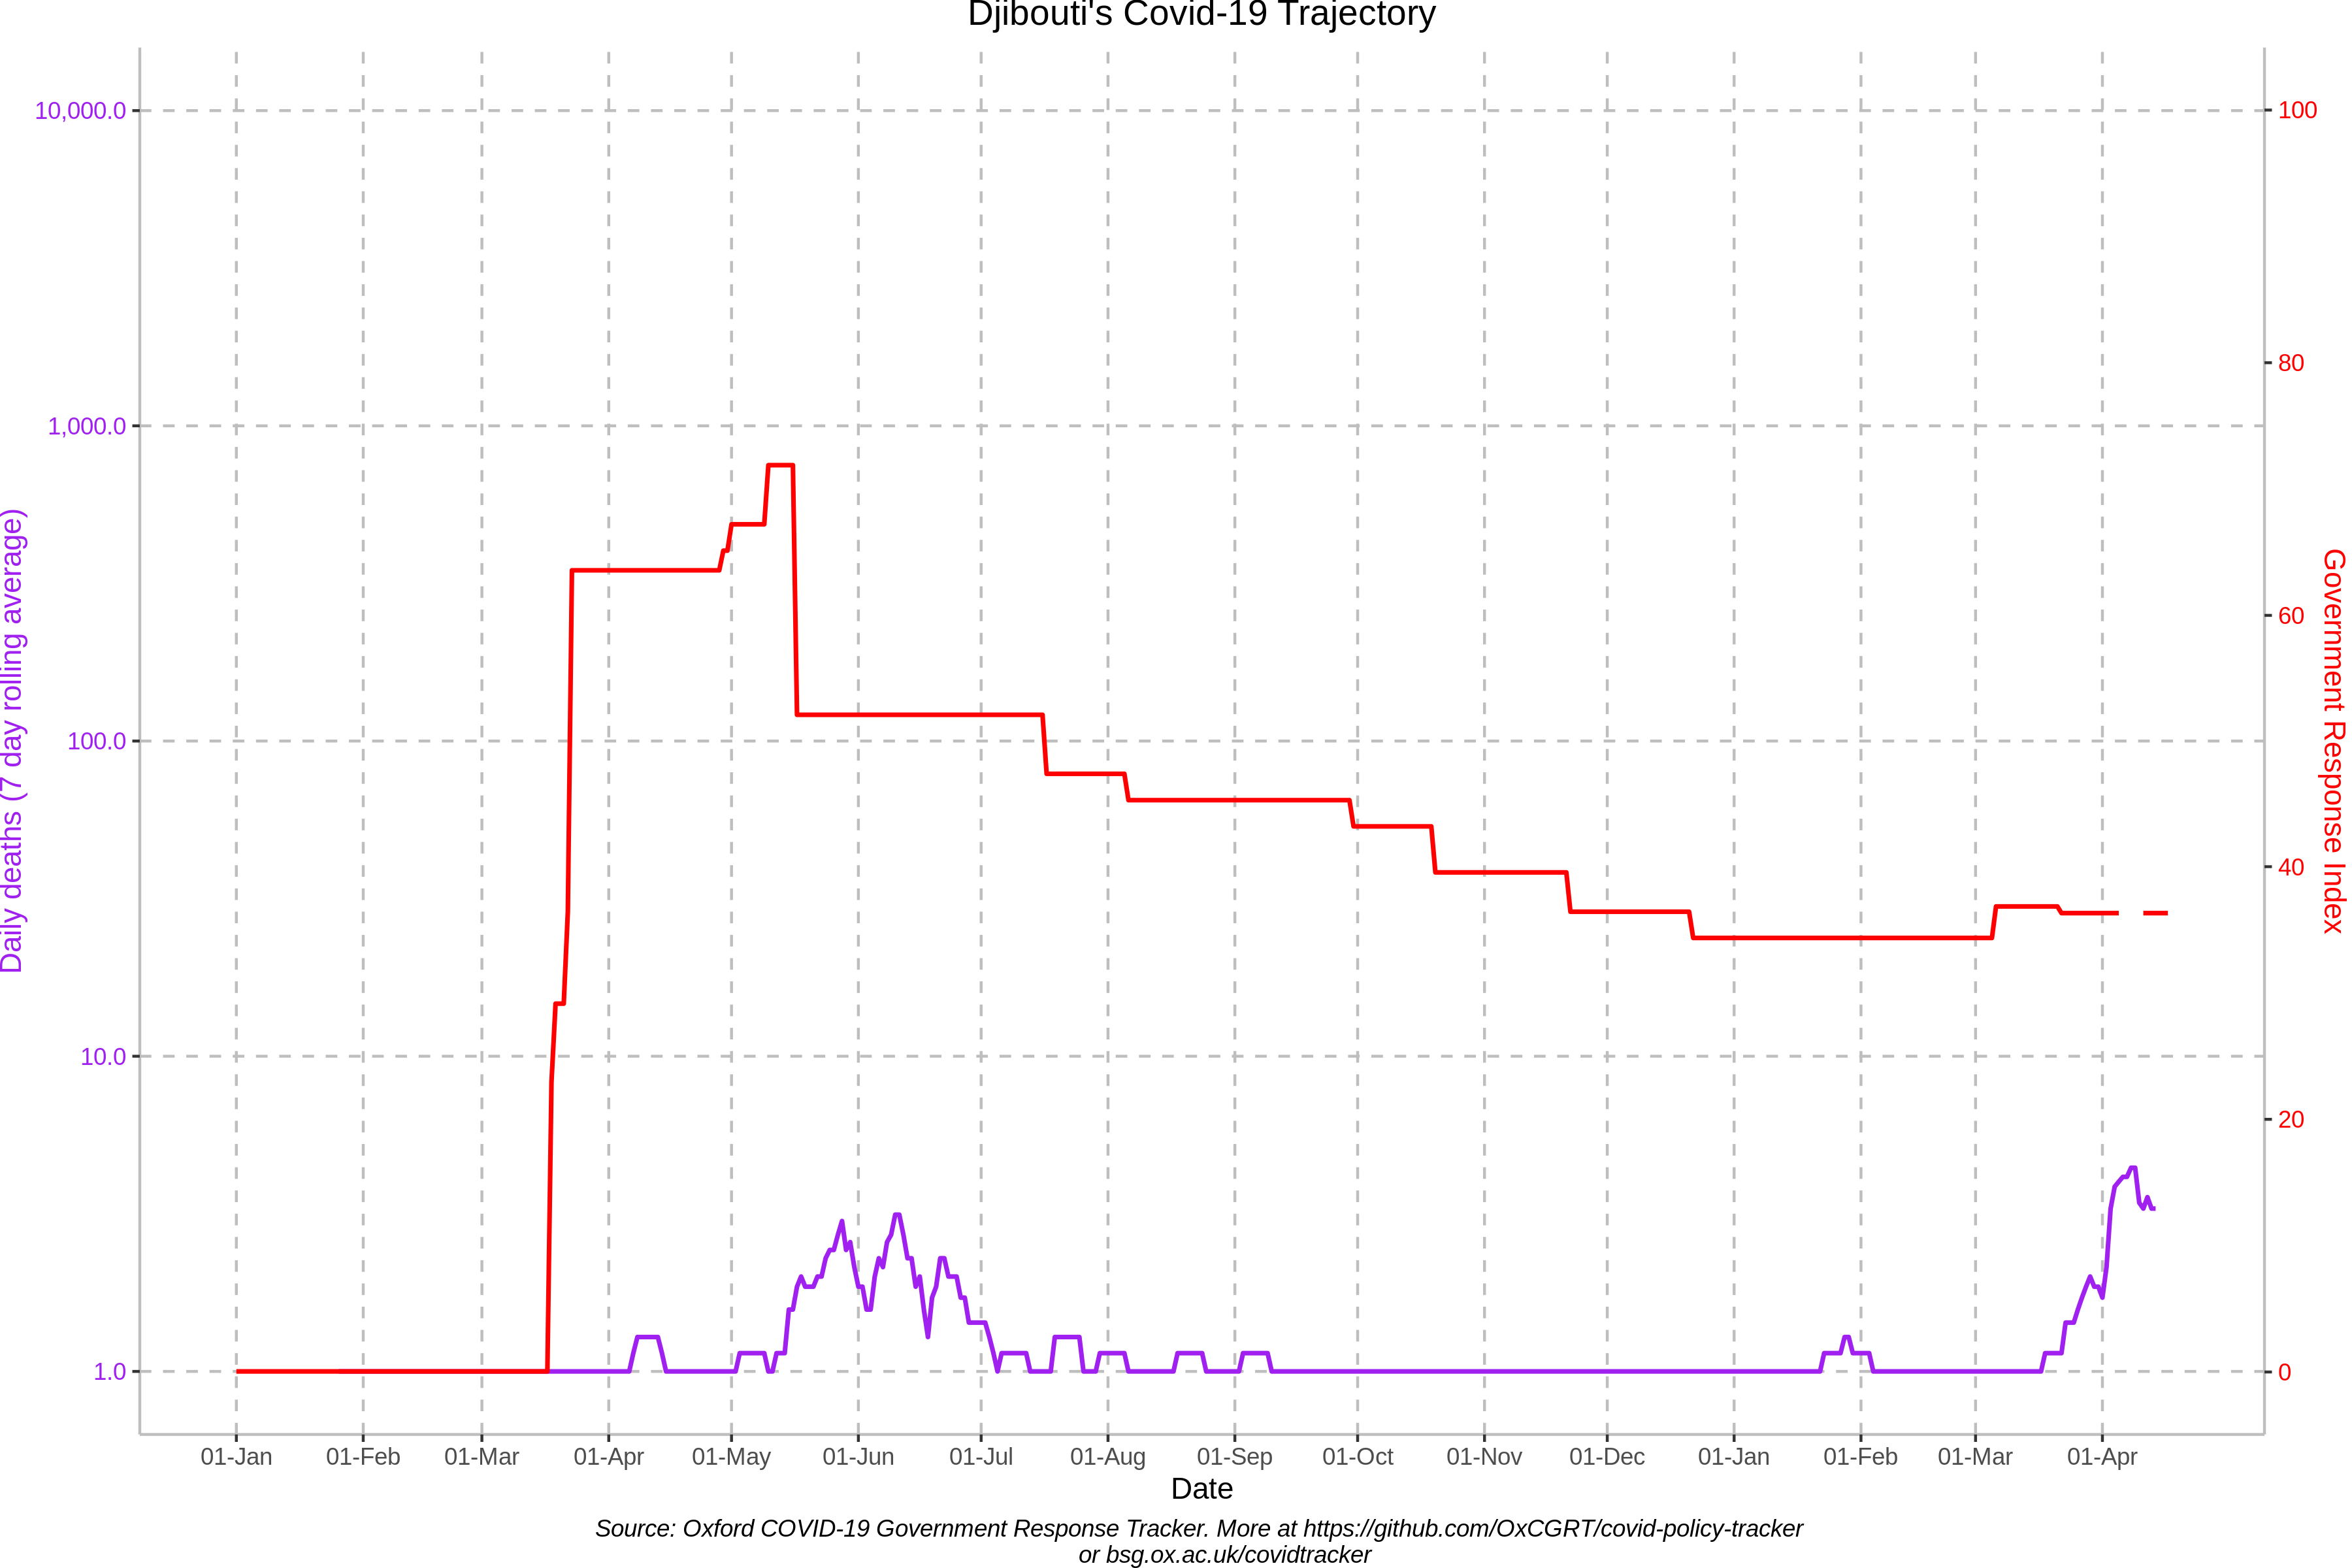 Djibouti's Covid-19 Trajectory
10,000.0
1,000.0
100.0
10.0
1.0
Daily deaths (7 day rolling average)
100
80
60
40
20
0
Government Response Index
01-Jan 01-Feb 01-Mar 01-Apr 01-May 01-Jun 01-Jul 01-Aug 01-Sep 01-Oct 01-Nov 01-Dec 01-Jan 01-Feb 01-Mar 01-Apr
Date
Source: Oxford COVID-19 Government Response Tracker. More at https://github.com/OxCGRT/covid-policy-tracker
or bsg.ox.ac.uk/covidtracker